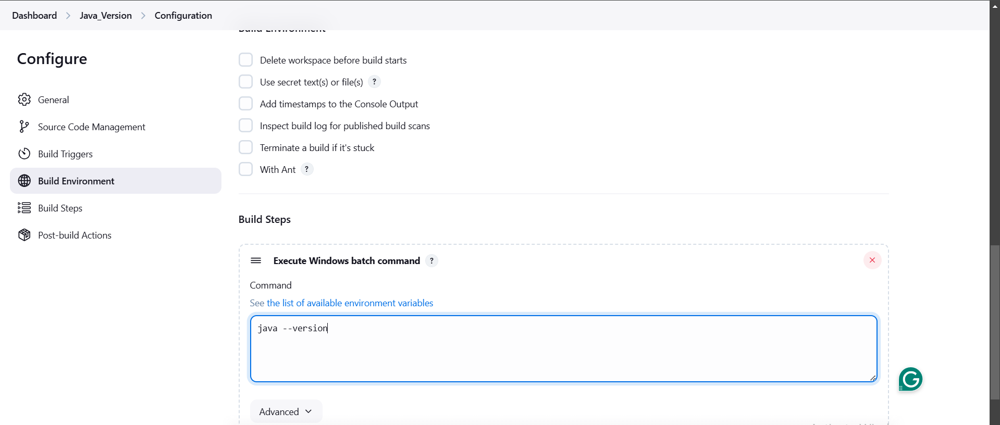 Dashboard > Java_Version > Configuration
Build Environment
Configure
General
Source Code Management
Build Triggers
Build Environment
Build Steps
Post-build Actions
Delete workspace before build starts
Use secret text(s) or file(s) ?
Add timestamps to the Console Output
Inspect build log for published build scans
Terminate a build if it's stuck
With Ant ?
Build Steps
Execute Windows batch command ?
Command
See the list of available environment variables
java --version
Advanced